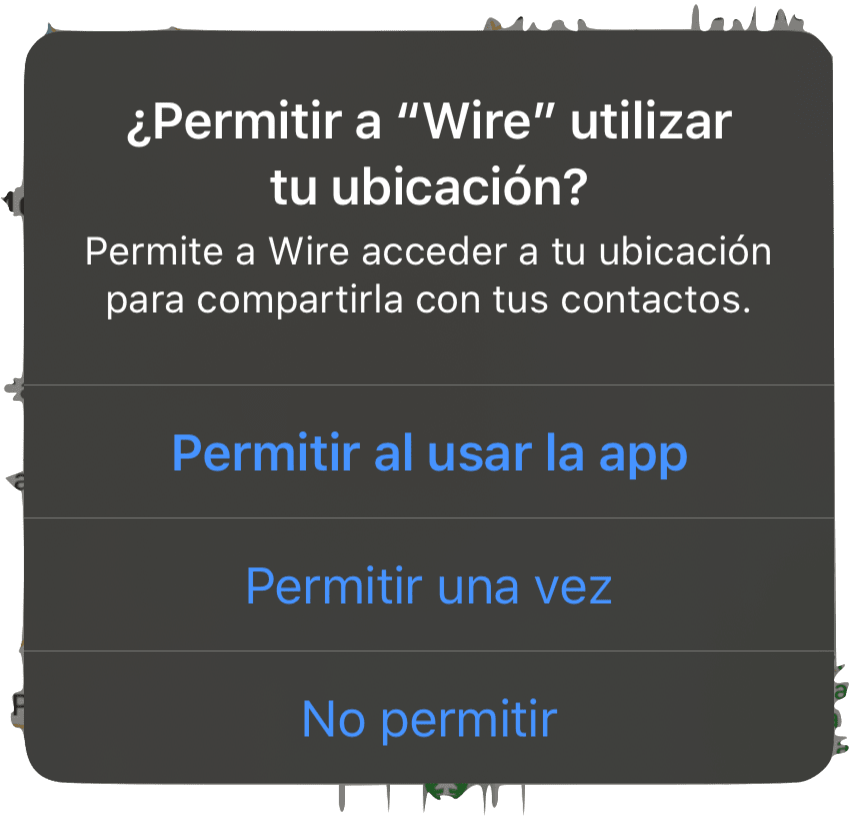 ¿Permitir a “Wire” utilizar
tu ubicación?
Permite a Wire acceder a tu ubicación
para compartirla con tus contactos.
Permitir al usar la app
Permitir una vez
No permitir